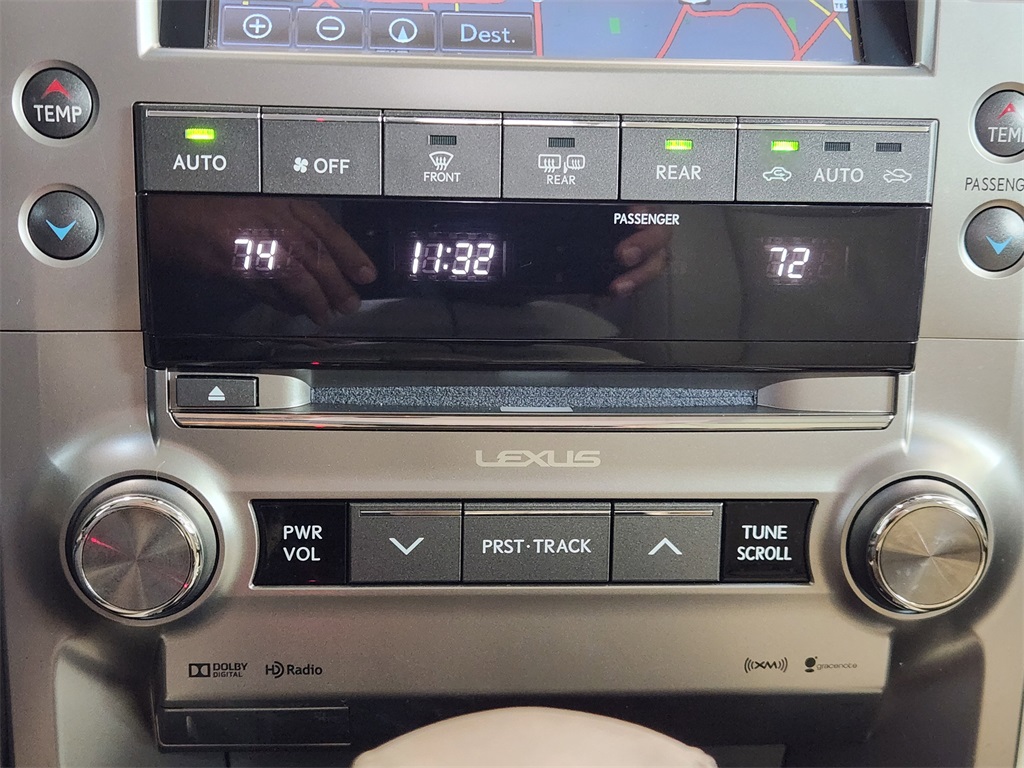 Dest.
TEMP
TEMP
AUTO
OFF
FRONT
REAR
REAR
AUTO
PASSENGER
74
11:32
72
LEXUS
PWR
VOL
PRST·TRACK
TUNE
SCROLL
DOLBY
DIGITAL
HD Radio
((XM))
gracenote